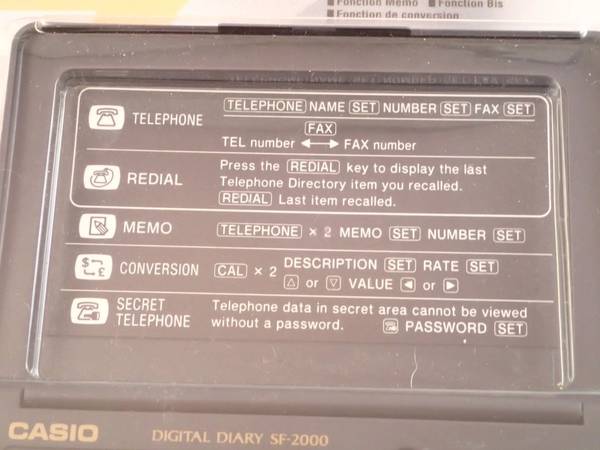 Fonction Mémo Fonction Bis
Fonction de conversion
TELEPHONE
TELEPHONE NAME SET NUMBER SET FAX SET
FAX
TEL number ↔ FAX number
REDIAL
Press the REDIAL key to display the last
Telephone Directory item you recalled.
REDIAL Last item recalled.
MEMO
TELEPHONE × 2 MEMO SET NUMBER SET
$ £
CONVERSION
CAL × 2 DESCRIPTION SET RATE SET
△ or ▽ VALUE ◀ or ▶
SECRET
TELEPHONE
Telephone data in secret area cannot be viewed
without a password. PASSWORD SET
CASIO DIGITAL DIARY SF-2000